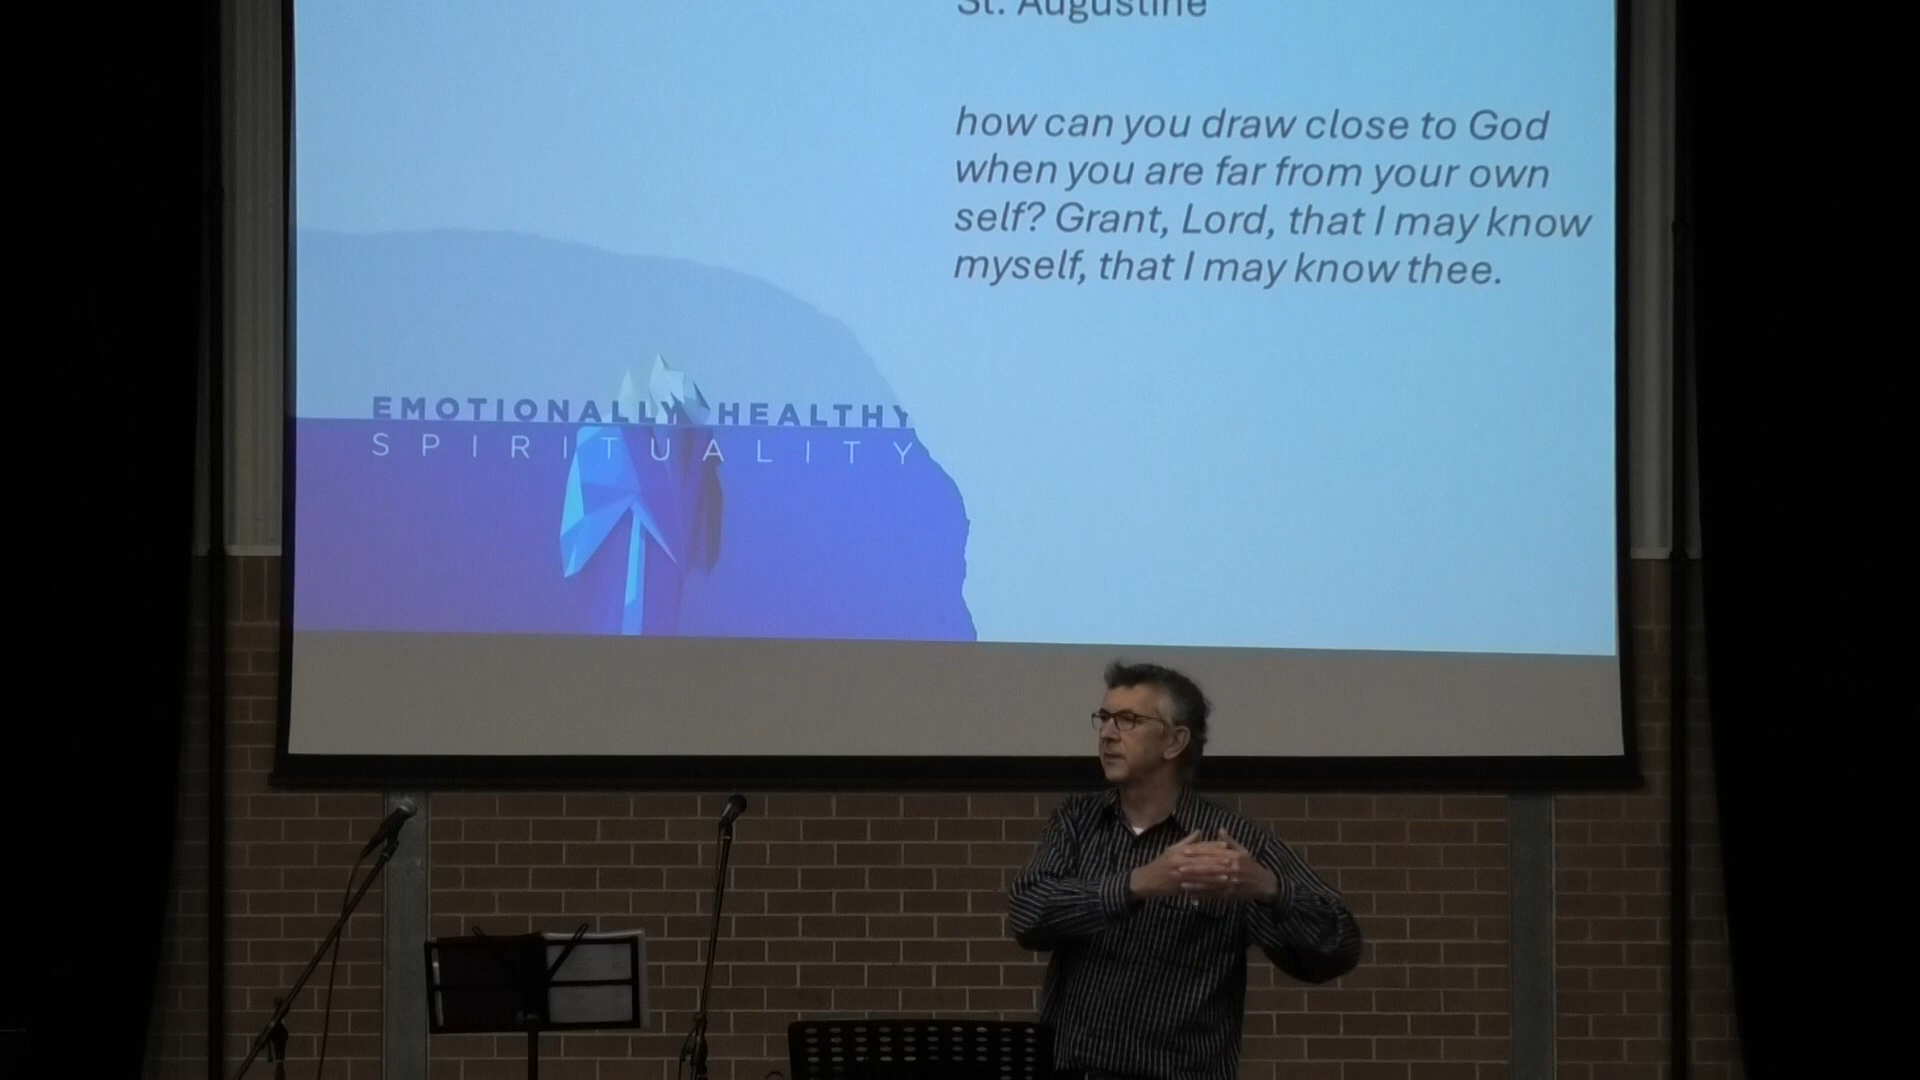 St. Augustine
how can you draw close to God
when you are far from your own
self? Grant, Lord, that I may know
myself, that I may know thee.
EMOTIONALLY HEALTHY
SPIRITUALITY